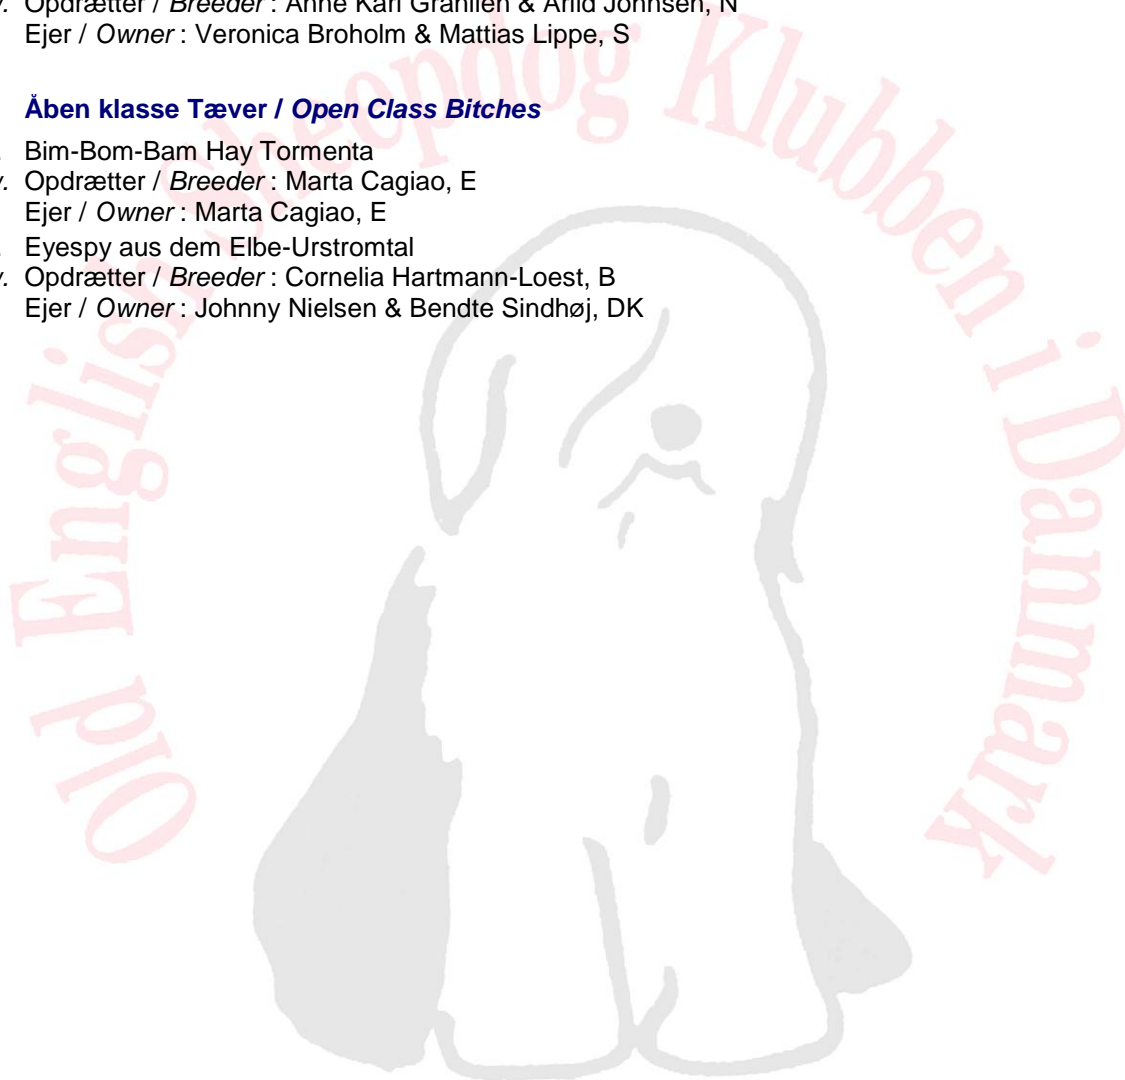 v. Opdrætter / Breeder : Anne Kari Granlien & Arild Johnsen, N
Ejer / Owner : Veronica Broholm & Mattias Lippe, S
Åben klasse Tæver / Open Class Bitches
. Bim-Bom-Bam Hay Tormenta
v. Opdrætter / Breeder : Marta Cagiao, E
Ejer / Owner : Marta Cagiao, E
. Eyespy aus dem Elbe-Urstromtal
v. Opdrætter / Breeder : Cornelia Hartmann-Loest, B
Ejer / Owner : Johnny Nielsen & Bendte Sindhøj, DK
Old English Sheopdog Klubben i Danmark